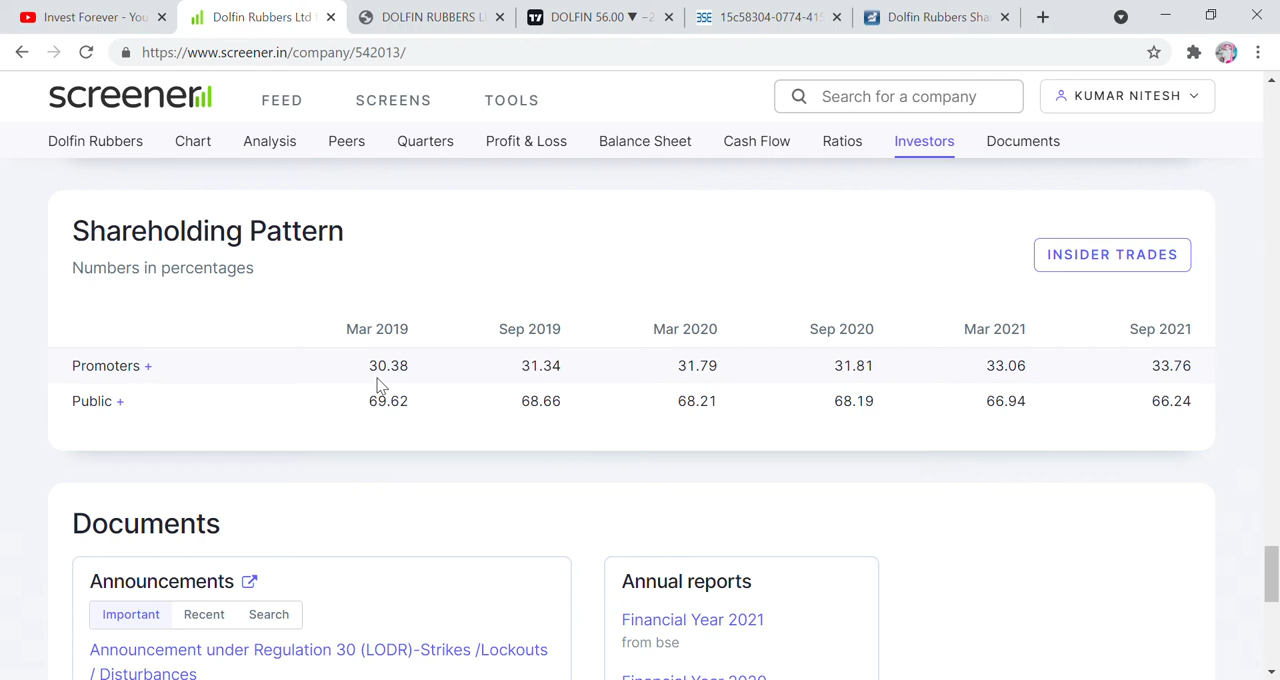 Invest Forever - You
Dolfin Rubbers Ltd
DOLFIN RUBBERS L
DOLFIN 56.00 ▼ −2
15c58304-0774-415
Dolfin Rubbers Sha
https://www.screener.in/company/542013/
screener
FEED
SCREENS
TOOLS
Search for a company
KUMAR NITESH
Dolfin Rubbers
Chart
Analysis
Peers
Quarters
Profit & Loss
Balance Sheet
Cash Flow
Ratios
Investors
Documents
Shareholding Pattern
Numbers in percentages
INSIDER TRADES
Mar 2019 Sep 2019 Mar 2020 Sep 2020 Mar 2021 Sep 2021
Promoters + 30.38 31.34 31.79 31.81 33.06 33.76
Public + 69.62 68.66 68.21 68.19 66.94 66.24
Documents
Announcements
Important Recent Search
Announcement under Regulation 30 (LODR)-Strikes /Lockouts
/ Disturbances
Annual reports
Financial Year 2021
from bse
Financial Year 2020